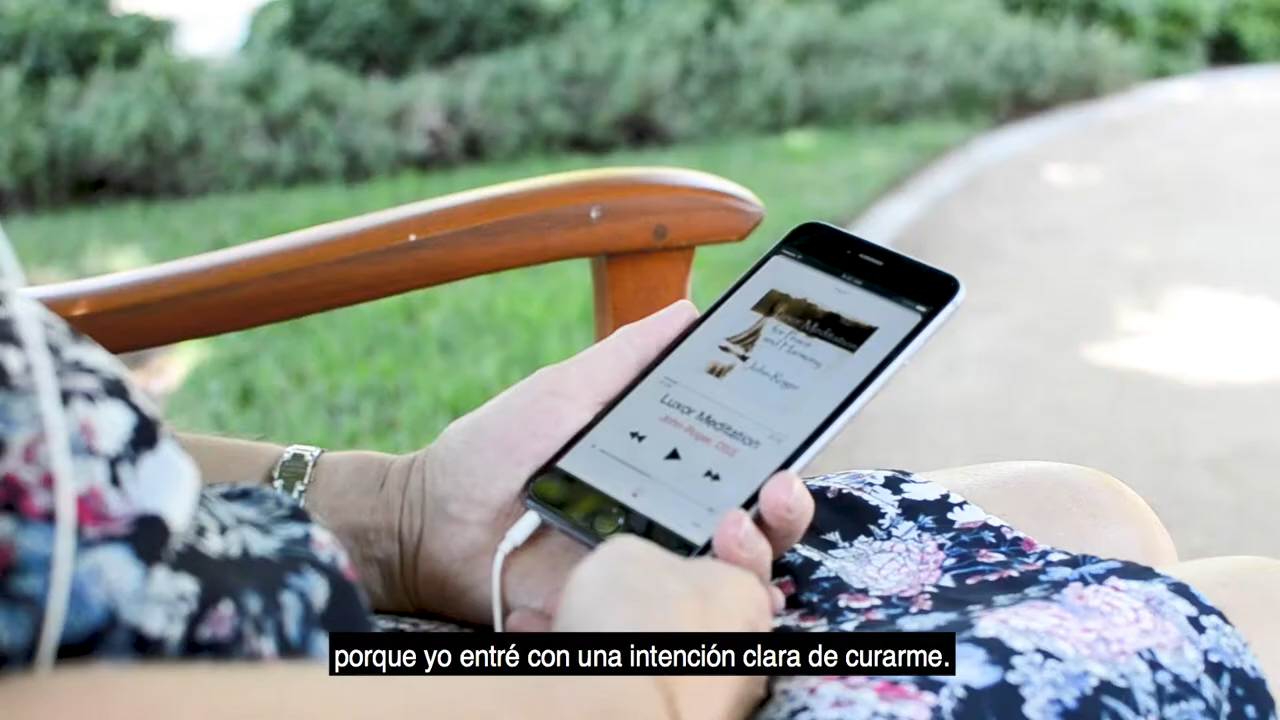 Luxor Meditation
for Peace
and Harmony
John-Roger
Luxor Meditation
John-Roger, DSS
porque yo entré con una intención clara de curarme.